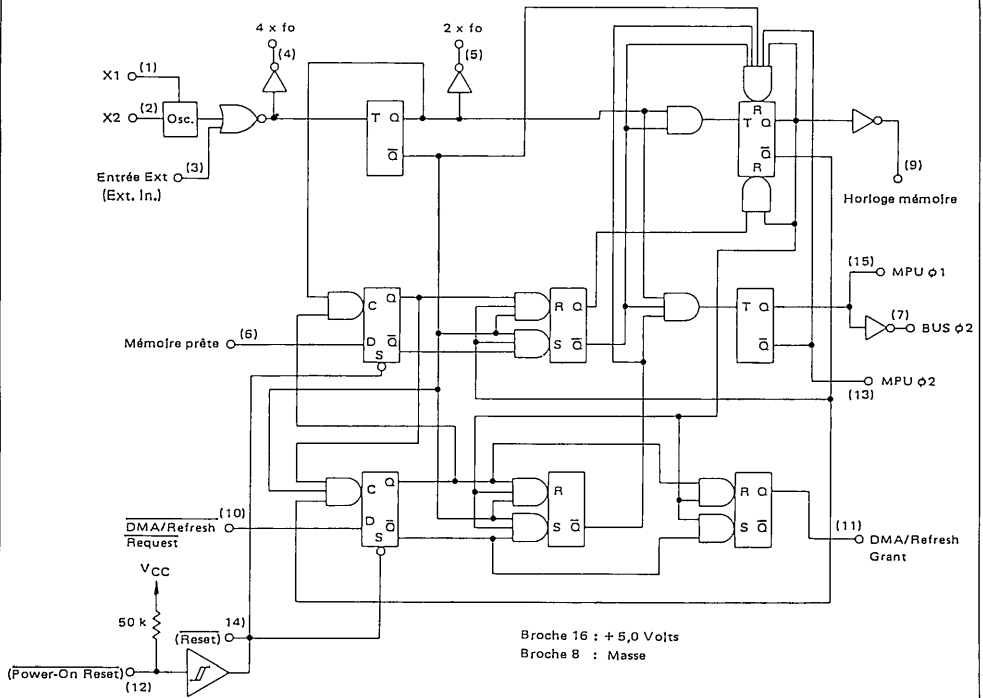 4 x fo
2 x fo
(4)
(5)
X1
(1)
X2
(2)
Osc.
T Q
Q̅
Entrée Ext
(3)
(Ext. In.)
R
T Q
Q̅
R
(9)
Horloge mémoire
C Q
D
S Q̅
R
S Q̅
T Q
Q̅
(15)
MPU ϕ1
(7)
BUS ϕ2
MPU ϕ2
(13)
Mémoire prête
(6)
C Q
D
S Q̅
R
S Q̅
R Q
S Q̅
DMA/Refresh
(10)
Request
(11)
DMA/Refresh
Grant
VCC
50 k
14)
(Reset)
(Power-On Reset)
(12)
Broche 16 : + 5,0 Volts
Broche 8 : Masse